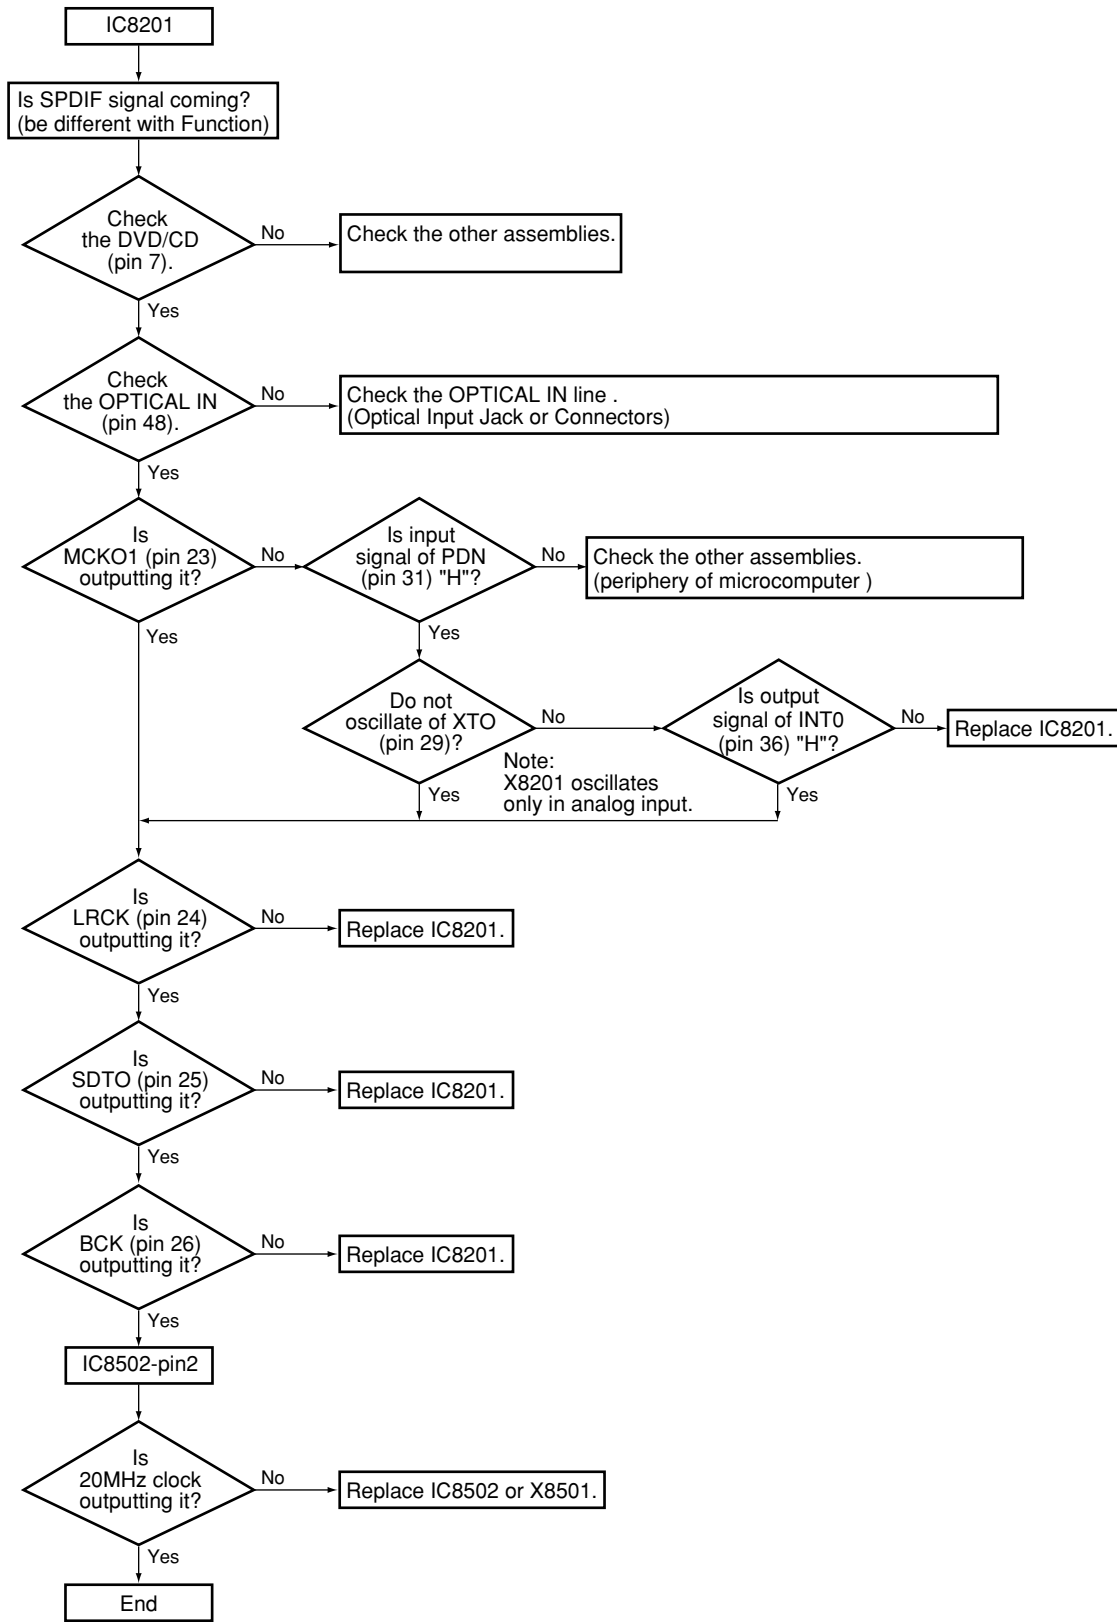 IC8201
Is SPDIF signal coming?
(be different with Function)
Check
the DVD/CD
(pin 7).
No
Check the other assemblies.
Yes
Check
the OPTICAL IN
(pin 48).
No
Check the OPTICAL IN line .
(Optical Input Jack or Connectors)
Yes
Is
MCKO1 (pin 23)
outputting it?
No
Is input
signal of PDN
(pin 31) "H"?
No
Check the other assemblies.
(periphery of microcomputer )
Yes
Yes
Do not
oscillate of XTO
(pin 29)?
No
Is output
signal of INT0
(pin 36) "H"?
No
Replace IC8201.
Note:
X8201 oscillates
only in analog input.
Yes
Yes
Is
LRCK (pin 24)
outputting it?
No
Replace IC8201.
Yes
Is
SDTO (pin 25)
outputting it?
No
Replace IC8201.
Yes
Is
BCK (pin 26)
outputting it?
No
Replace IC8201.
Yes
IC8502-pin2
Is
20MHz clock
outputting it?
No
Replace IC8502 or X8501.
Yes
End